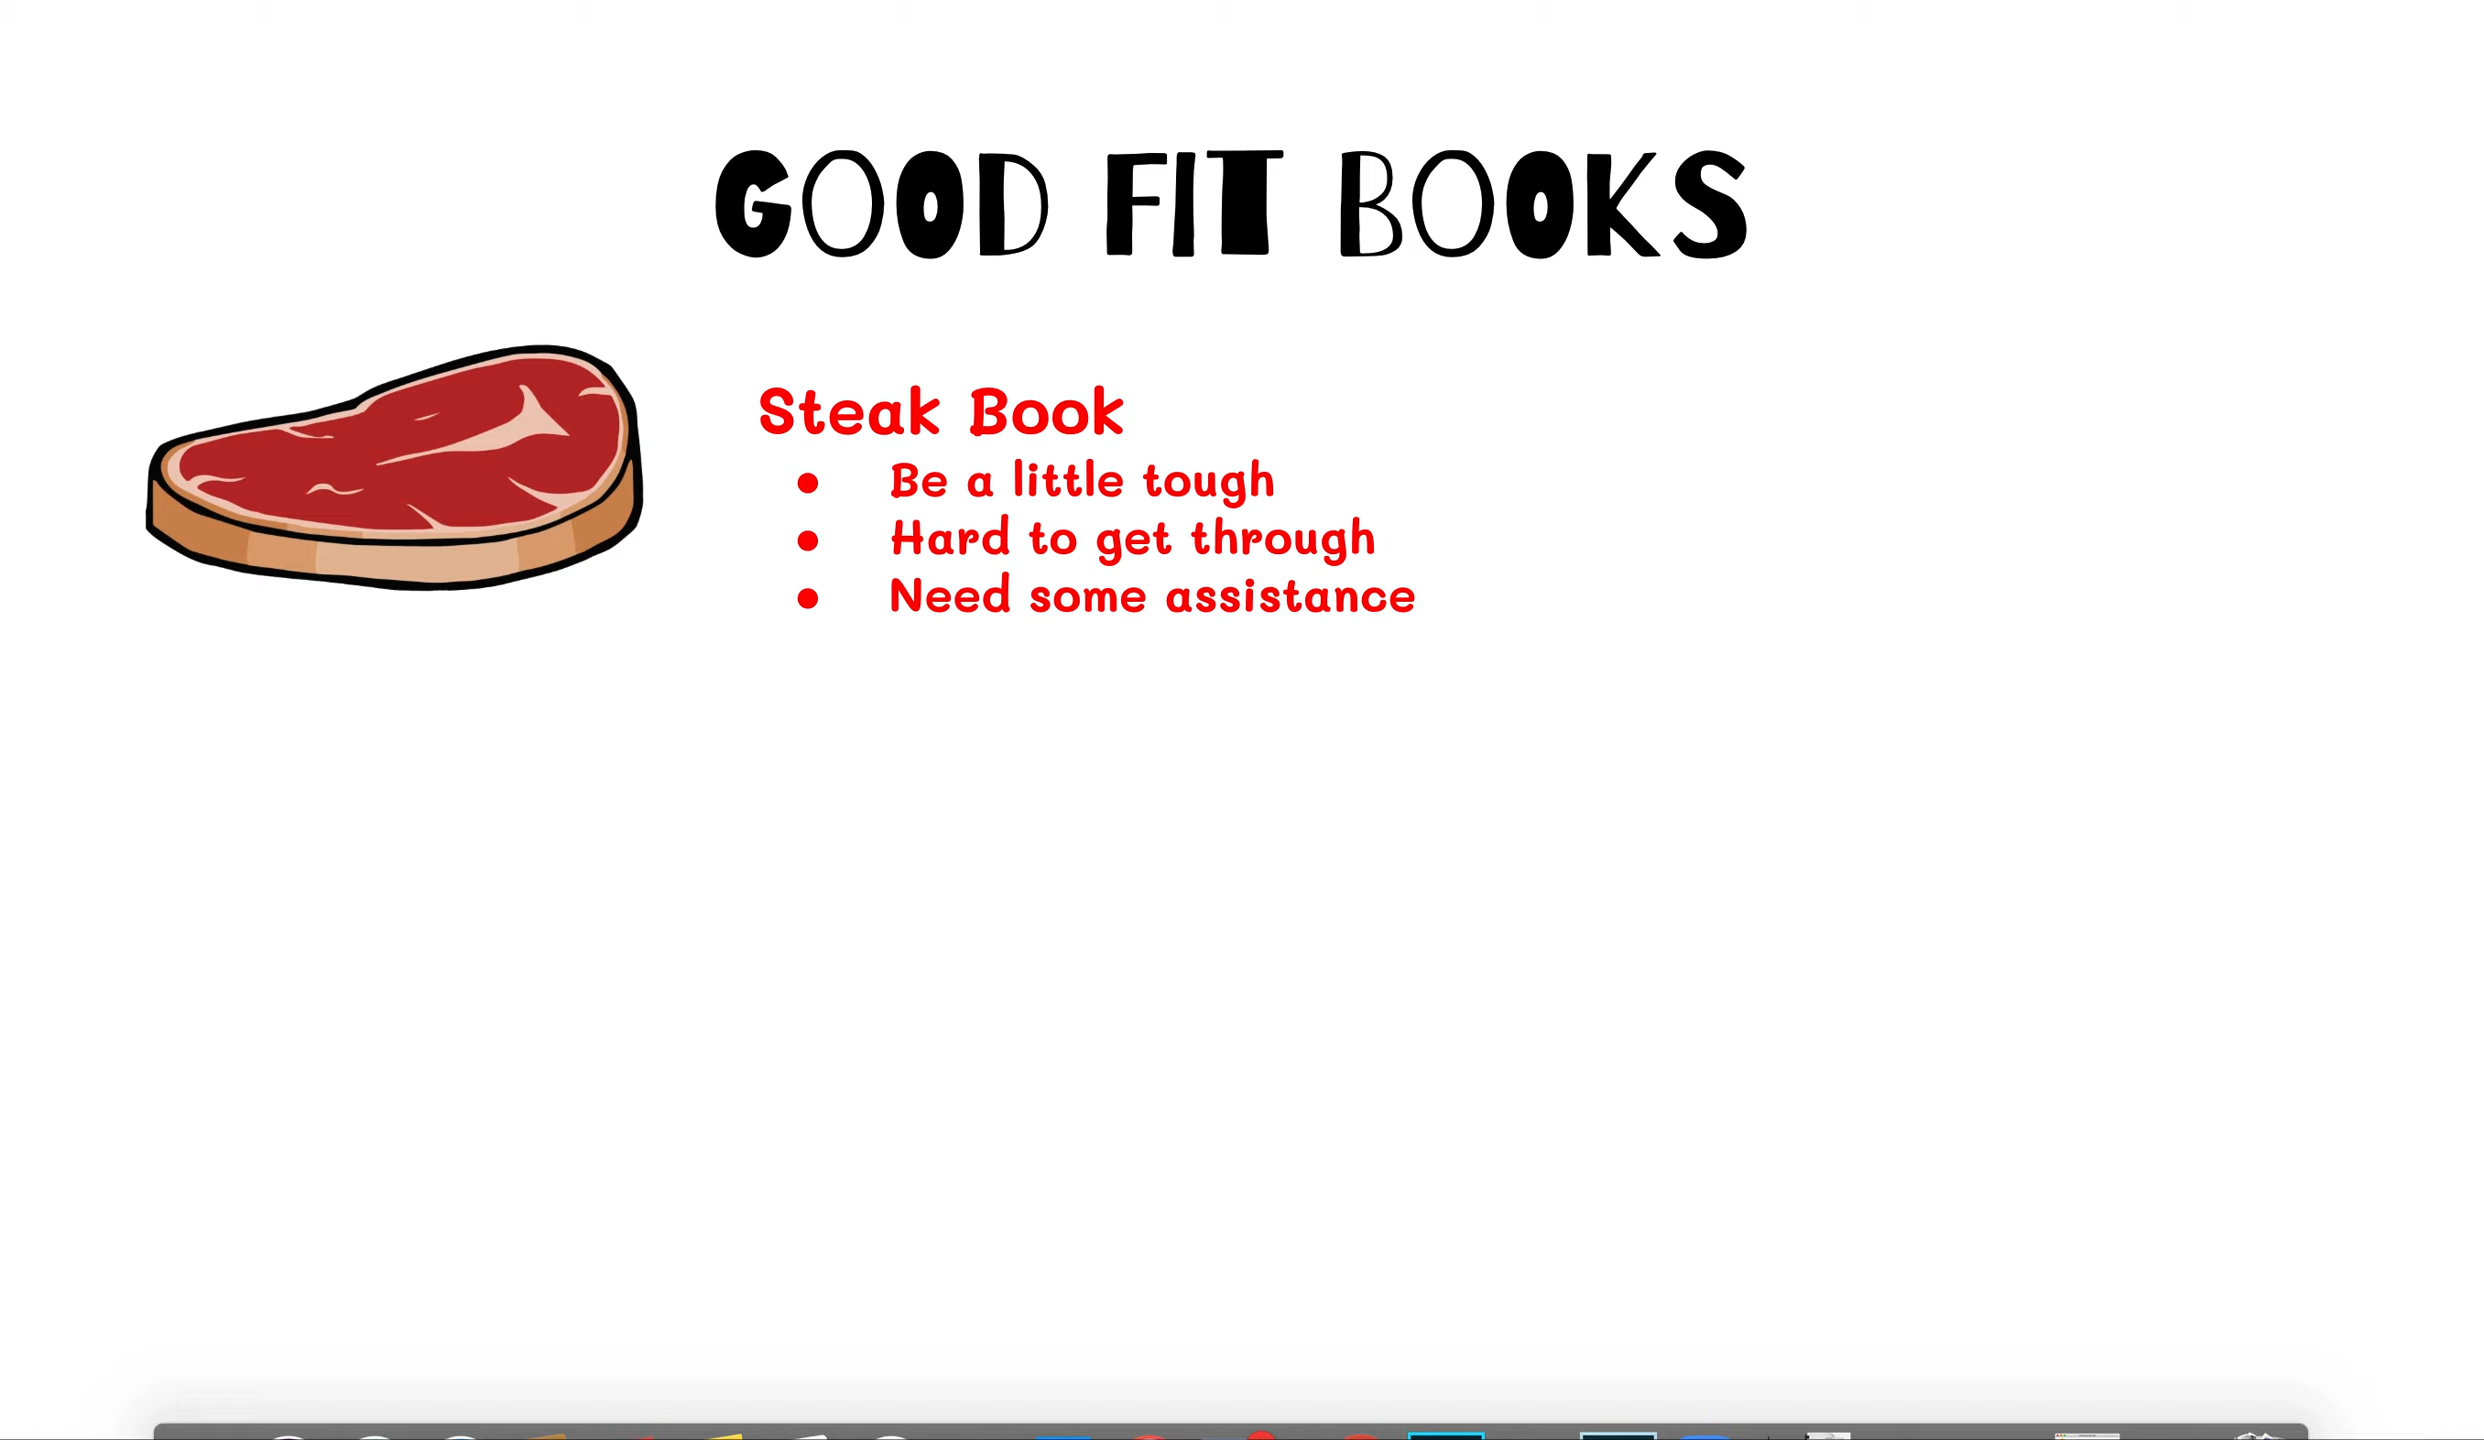 GOOD FIT BOOKS
Steak Book
● Be a little tough
● Hard to get through
● Need some assistance